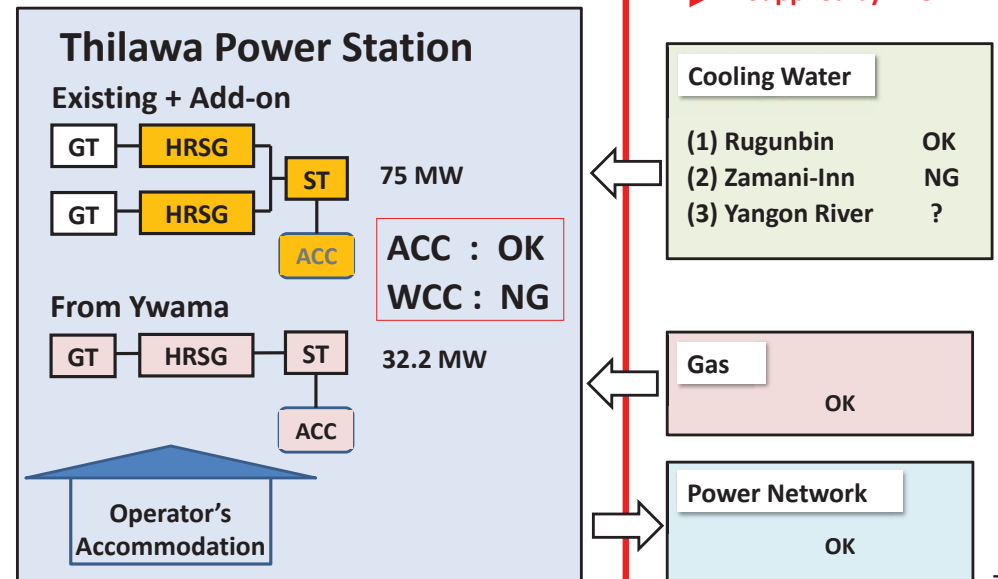 Thilawa Power Station
Existing + Add-on
GT HRSG
ST 75 MW
GT HRSG
ACC
ACC : OK
WCC : NG
From Ywama
GT HRSG ST 32.2 MW
ACC
Operator's
Accommodation
Cooling Water
(1) Rugunbin OK
(2) Zamani-Inn NG
(3) Yangon River ?
Gas
OK
Power Network
OK